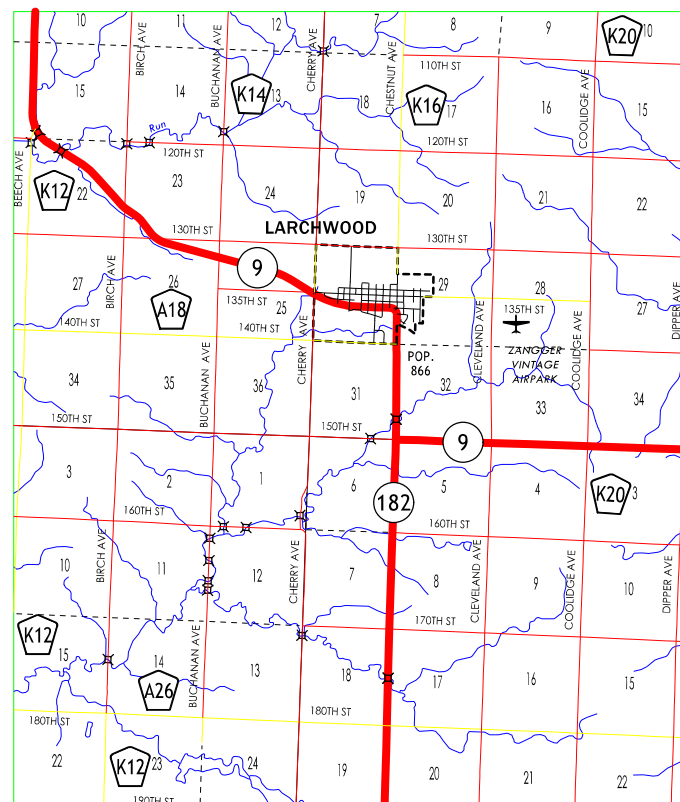 10
11
12
7
8
9
10
K20
BIRCH AVE
BUCHANAN AVE
CHERRY AVE
CHESTNUT AVE
COOLIDGE AVE
110TH ST
15
14
K14
13
18
K16
17
16
15
Run
120TH ST
120TH ST
BEECH AVE
K12
22
23
24
19
20
21
22
LARCHWOOD
130TH ST
130TH ST
9
27
BIRCH AVE
26
A18
135TH ST
25
29
28
135TH ST
27
DIPPER AVE
140TH ST
140TH ST
CHERRY AVE
CLEVELAND AVE
COOLIDGE AVE
ZANGGER
VINTAGE
AIRPARK
POP.
866
34
35
BUCHANAN AVE
36
31
32
33
34
150TH ST
150TH ST
9
3
2
1
6
5
4
K20
3
182
160TH ST
160TH ST
10
BIRCH AVE
11
12
CHERRY AVE
7
8
CLEVELAND AVE
9
COOLIDGE AVE
10
DIPPER AVE
170TH ST
K12
15
14
BUCHANAN AVE
13
18
17
16
15
A26
180TH ST
180TH ST
22
K12
23
24
19
20
21
22
190TH ST